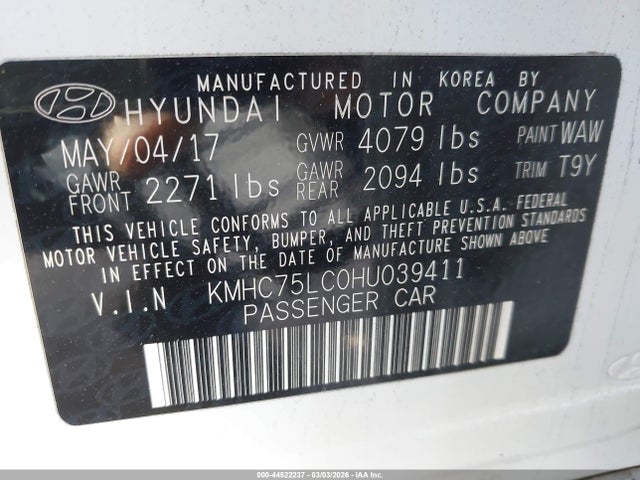 MANUFACTURED IN KOREA BY
HYUNDAI MOTOR COMPANY
MAY/04/17 GVWR 4079 lbs PAINT WAW
GAWR FRONT 2271 lbs GAWR REAR 2094 lbs TRIM T9Y
THIS VEHICLE CONFORMS TO ALL APPLICABLE U.S.A. FEDERAL
MOTOR VEHICLE SAFETY, BUMPER, AND THEFT PREVENTION STANDARDS
IN EFFECT ON THE DATE OF MANUFACTURE SHOWN ABOVE
V.I.N KMHC75LC0HU039411
PASSENGER CAR
000-44522237 - 03/03/2026 - IAAI.COM